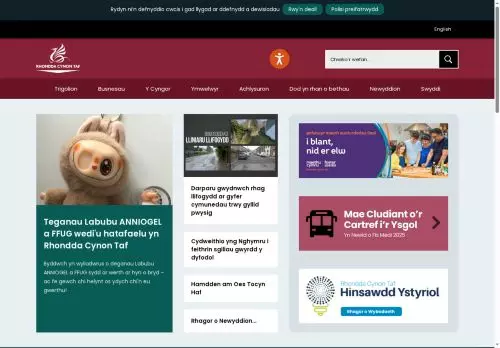 Rydyn ni'n defnyddio cwcis i gad llygad ar ddefnydd a dewisiadau
Rwy'n deall!
Polisi preifatrwydd
English
RHONDDA CYNON TAF
Chwilio'r wefan...
Trigolion
Busnesau
Y Cyngor
Ymwelwyr
Achlysuron
Dod yn rhan o bethau
Newyddion
Swyddi
Teganau Labubu ANNIOGEL
a FFUG wedi'u hatafaelu yn
Rhondda Cynon Taf
Byddwch yn wyliadwrus o deganau Labubu
ANNIOGEL a FFUG sydd ar werth ar hyn o bryd –
ac fe gewch chi helynt os ydych chi'n eu
gwerthu!
LLINIARU LLIFOGYDD
Darparu gwydnwch rhag
llifogydd ar gyfer
cymunedau trwy gyllid
pwysig
Cydweithio yng Nghymru i
feithrin sgiliau gwyrdd y
dyfodol
Hamdden am Oes Tocyn
Haf
Rhagor o Newyddion...
i blant,
nid er elw
Mae Cludiant o'r
Cartref i'r Ysgol
Yn Newid o Fis Medi 2025
Rhondda Cynon Taf
Hinsawdd Ystyriol
Rhagor o Wybodaeth